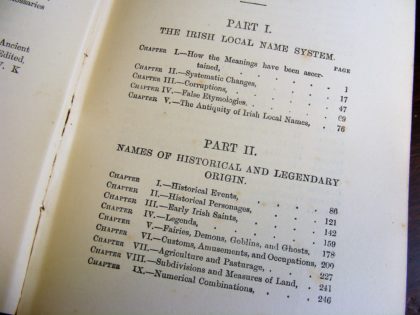 lossaries
Ancient
Edited,
V. K
PART I.
THE IRISH LOCAL NAME SYSTEM.
PAGE
CHAPTER I.—How the Meanings have been ascer-
tained, 1
CHAPTER II.—Systematic Changes, 17
CHAPTER III.—Corruptions, 47
CHAPTER IV.—False Etymologies, 69
CHAPTER V.—The Antiquity of Irish Local Names, 76
PART II.
NAMES OF HISTORICAL AND LEGENDARY
ORIGIN.
CHAPTER I.—Historical Events, 86
CHAPTER II.—Historical Personages, 121
CHAPTER III.—Early Irish Saints, 142
CHAPTER IV.—Legends, 159
CHAPTER V.—Fairies, Demons, Goblins, and Ghosts, 178
CHAPTER VI.—Customs, Amusements, and Occupations, 200
CHAPTER VII.—Agriculture and Pasturage, 227
CHAPTER VIII.—Subdivisions and Measures of Land, 241
CHAPTER IX.—Numerical Combinations, 246